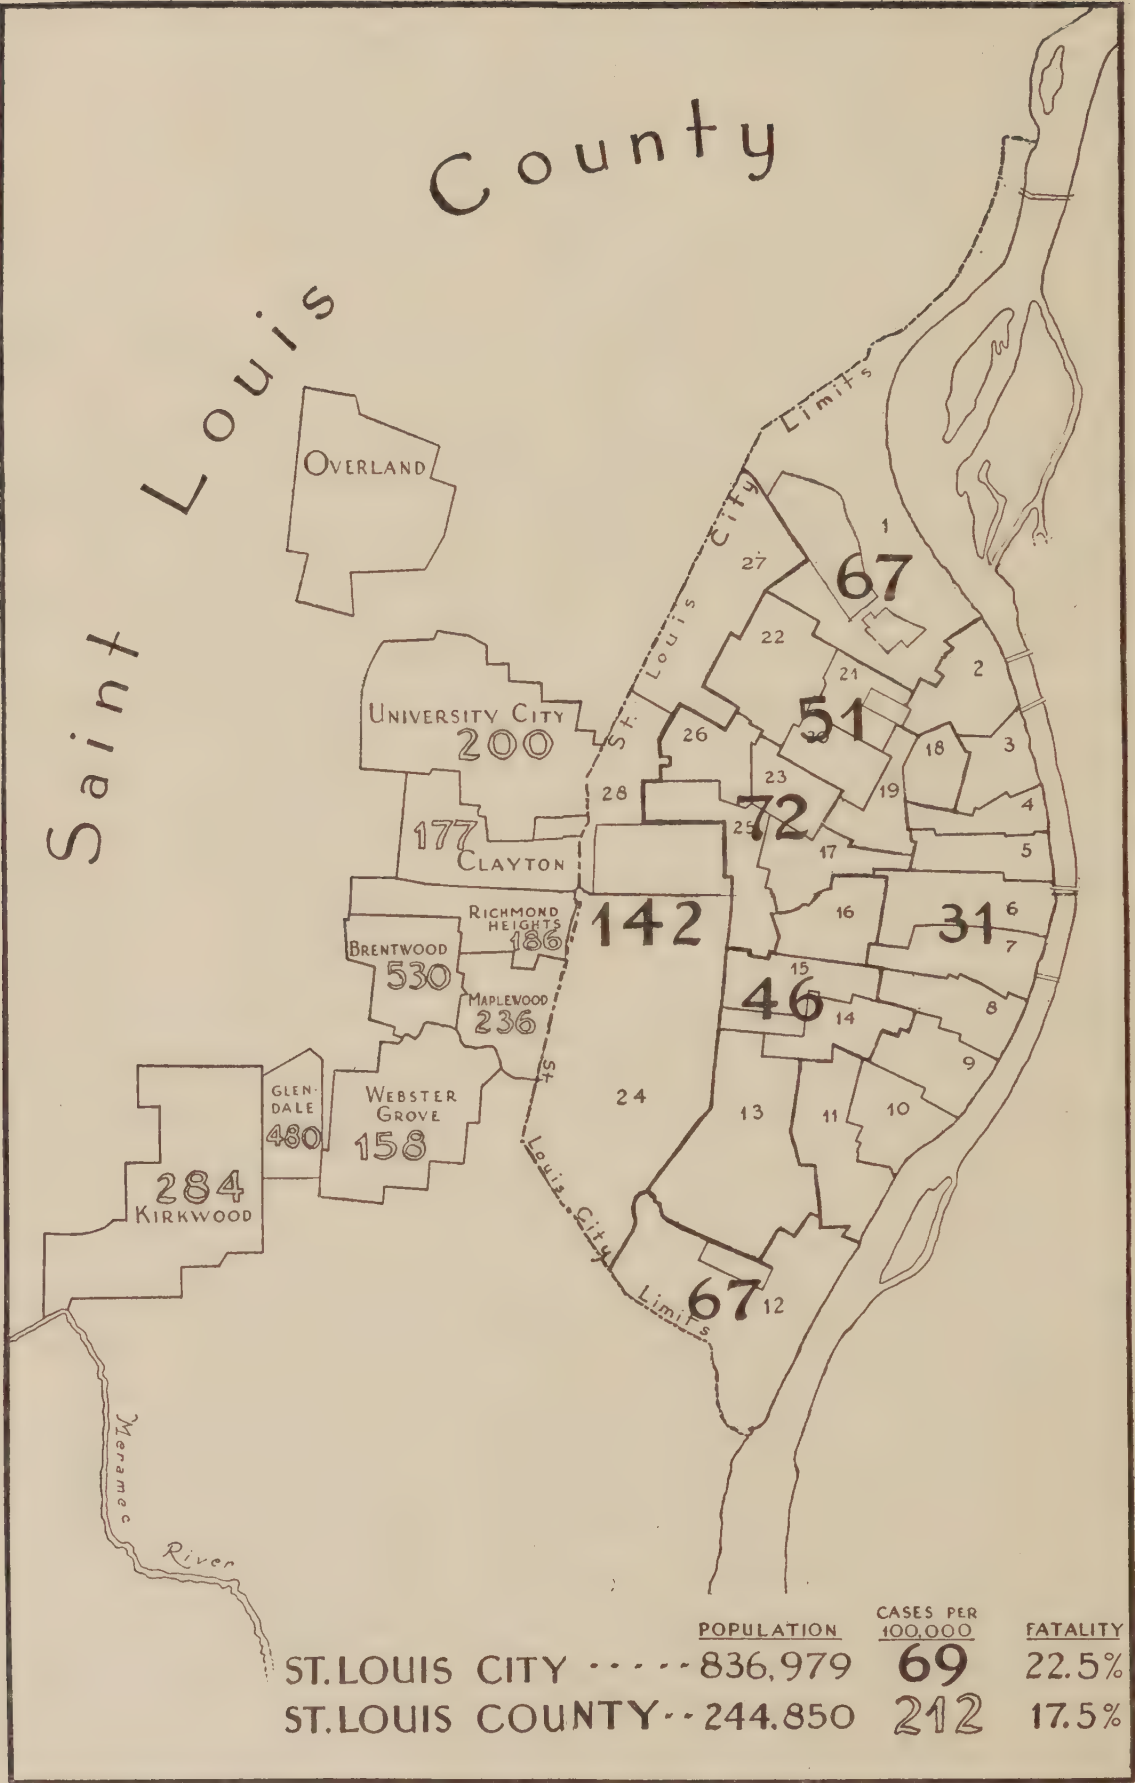 Saint Louis County
OVERLAND
St. Louis City Limits
1
67
27
22
21
2
UNIVERSITY CITY
200
51
20
26
18
3
28
23
19
4
72
25
17
5
177
CLAYTON
RICHMOND
HEIGHTS
186
142
16
31
6
7
BRENTWOOD
530
MAPLEWOOD
236
15
46
14
8
9
24
13
11
10
GLEN-
DALE
480
WEBSTER
GROVE
158
284
KIRKWOOD
St. Louis City Limits
67
12
Meramec River
POPULATION CASES PER 100,000 FATALITY
ST. LOUIS CITY ····· 836,979 69 22.5%
ST. LOUIS COUNTY ·· 244.850 212 17.5%